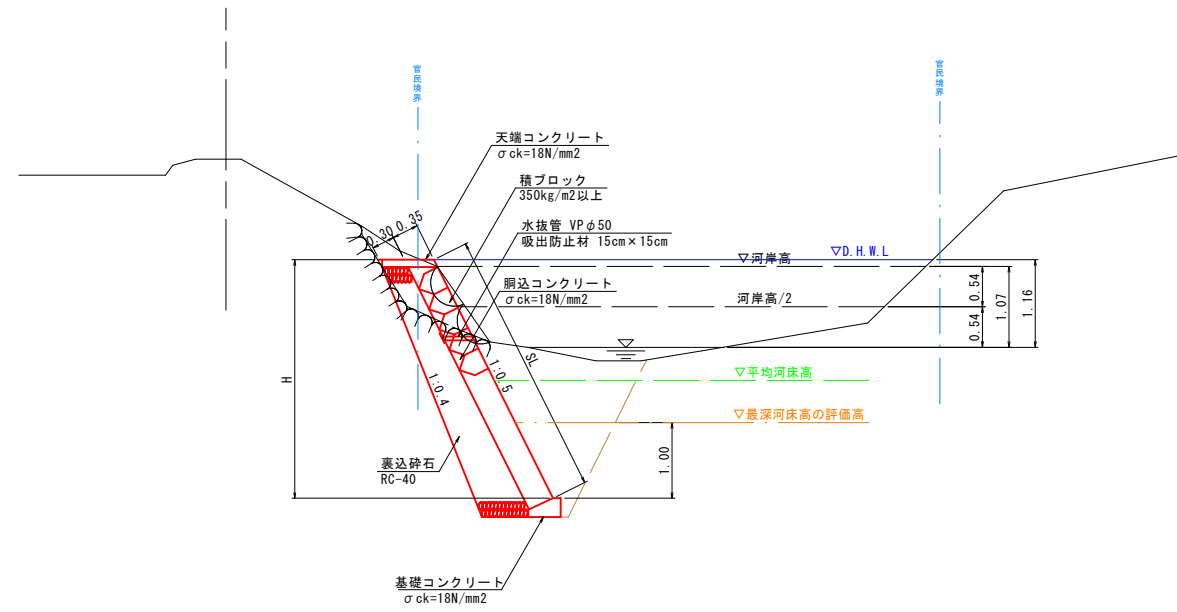 官民境界
官民境界
天端コンクリート
σck=18N/mm2
積ブロック
350kg/m2以上
水抜管 VPφ50
吸出防止材 15cm×15cm
胴込コンクリート
σck=18N/mm2
0.30
0.35
▽D.H.W.L
▽河岸高
河岸高/2
0.54
0.54
1.07
1.16
H
SL
1:0.4
1:0.5
▽平均河床高
▽最深河床高の評価高
1.00
裏込砕石
RC-40
基礎コンクリート
σck=18N/mm2